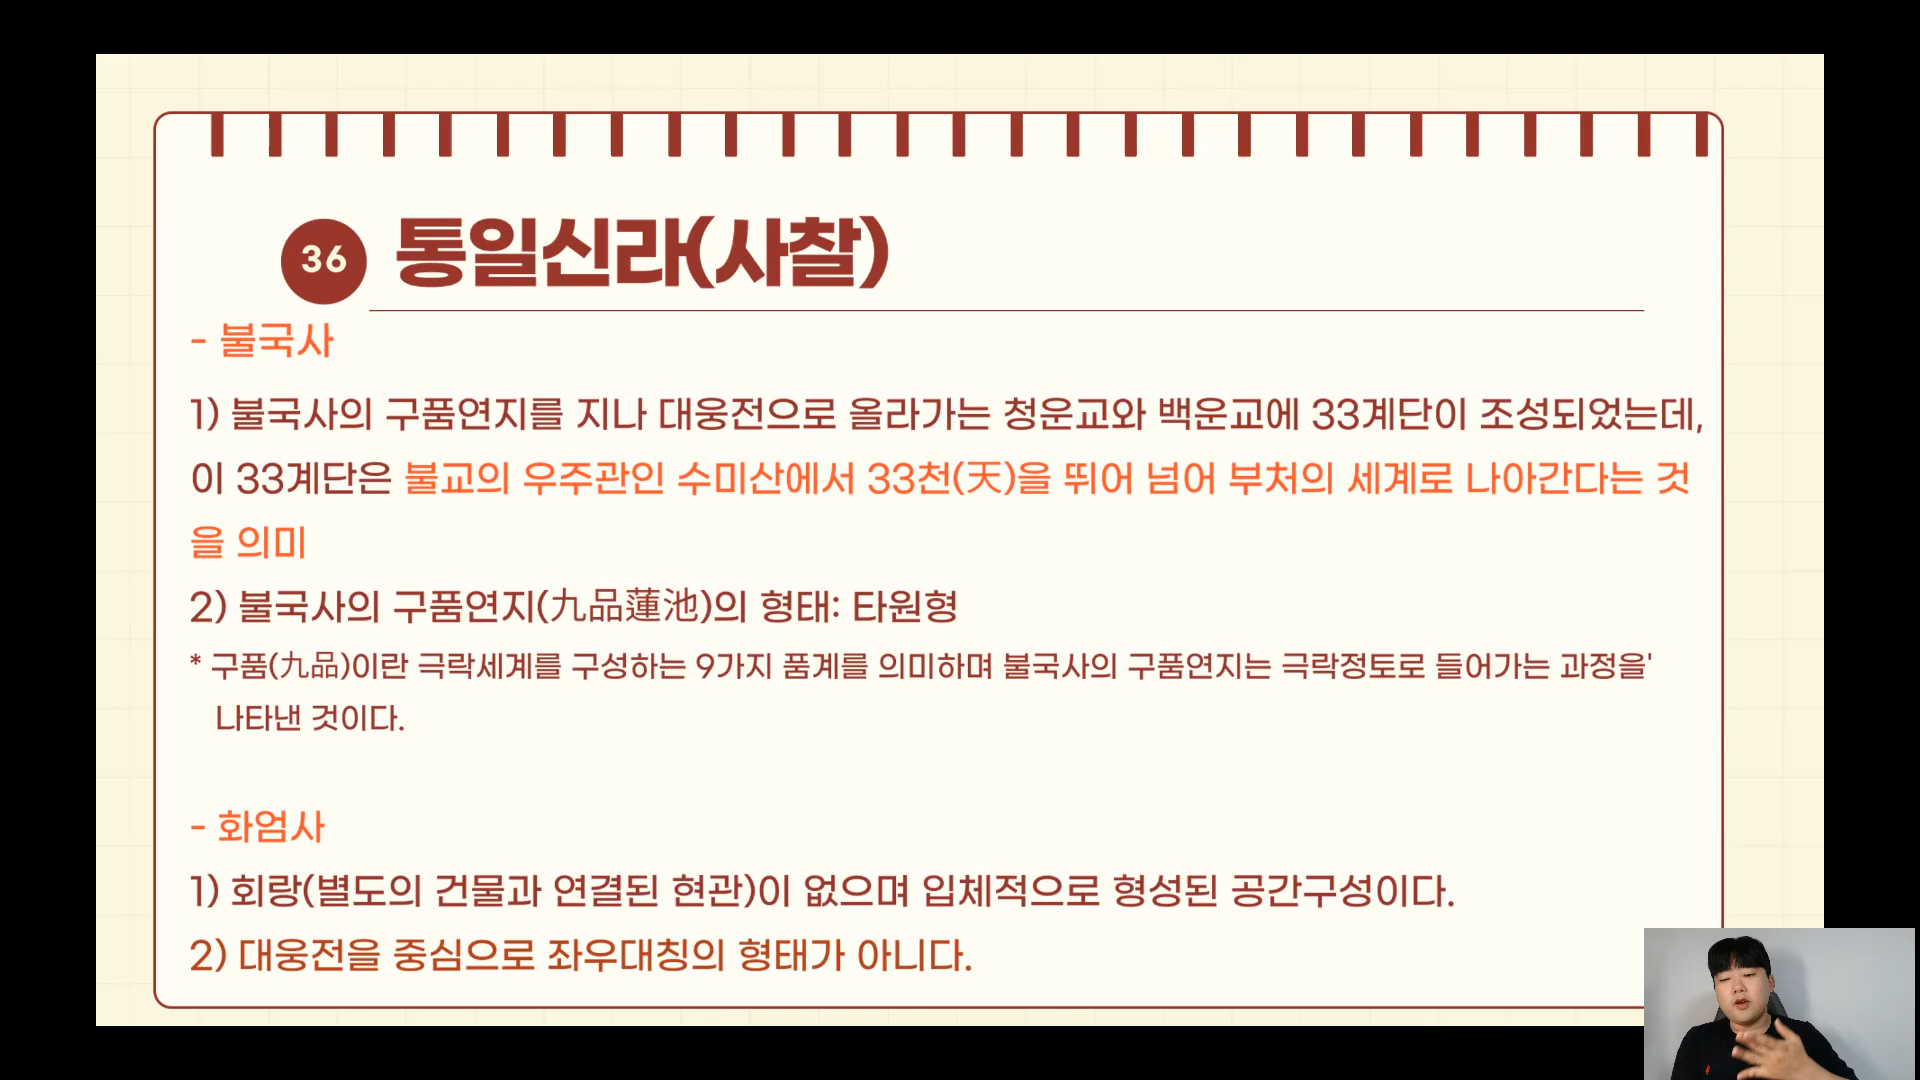 36 통일신라(사찰)
- 불국사
1) 불국사의 구품연지를 지나 대웅전으로 올라가는 청운교와 백운교에 33계단이 조성되었는데,
이 33계단은 불교의 우주관인 수미산에서 33천(天)을 뛰어 넘어 부처의 세계로 나아간다는 것
을 의미
2) 불국사의 구품연지(九品蓮池)의 형태: 타원형
* 구품(九品)이란 극락세계를 구성하는 9가지 품계를 의미하며 불국사의 구품연지는 극락정토로 들어가는 과정을'
나타낸 것이다.
- 화엄사
1) 회랑(별도의 건물과 연결된 현관)이 없으며 입체적으로 형성된 공간구성이다.
2) 대웅전을 중심으로 좌우대칭의 형태가 아니다.